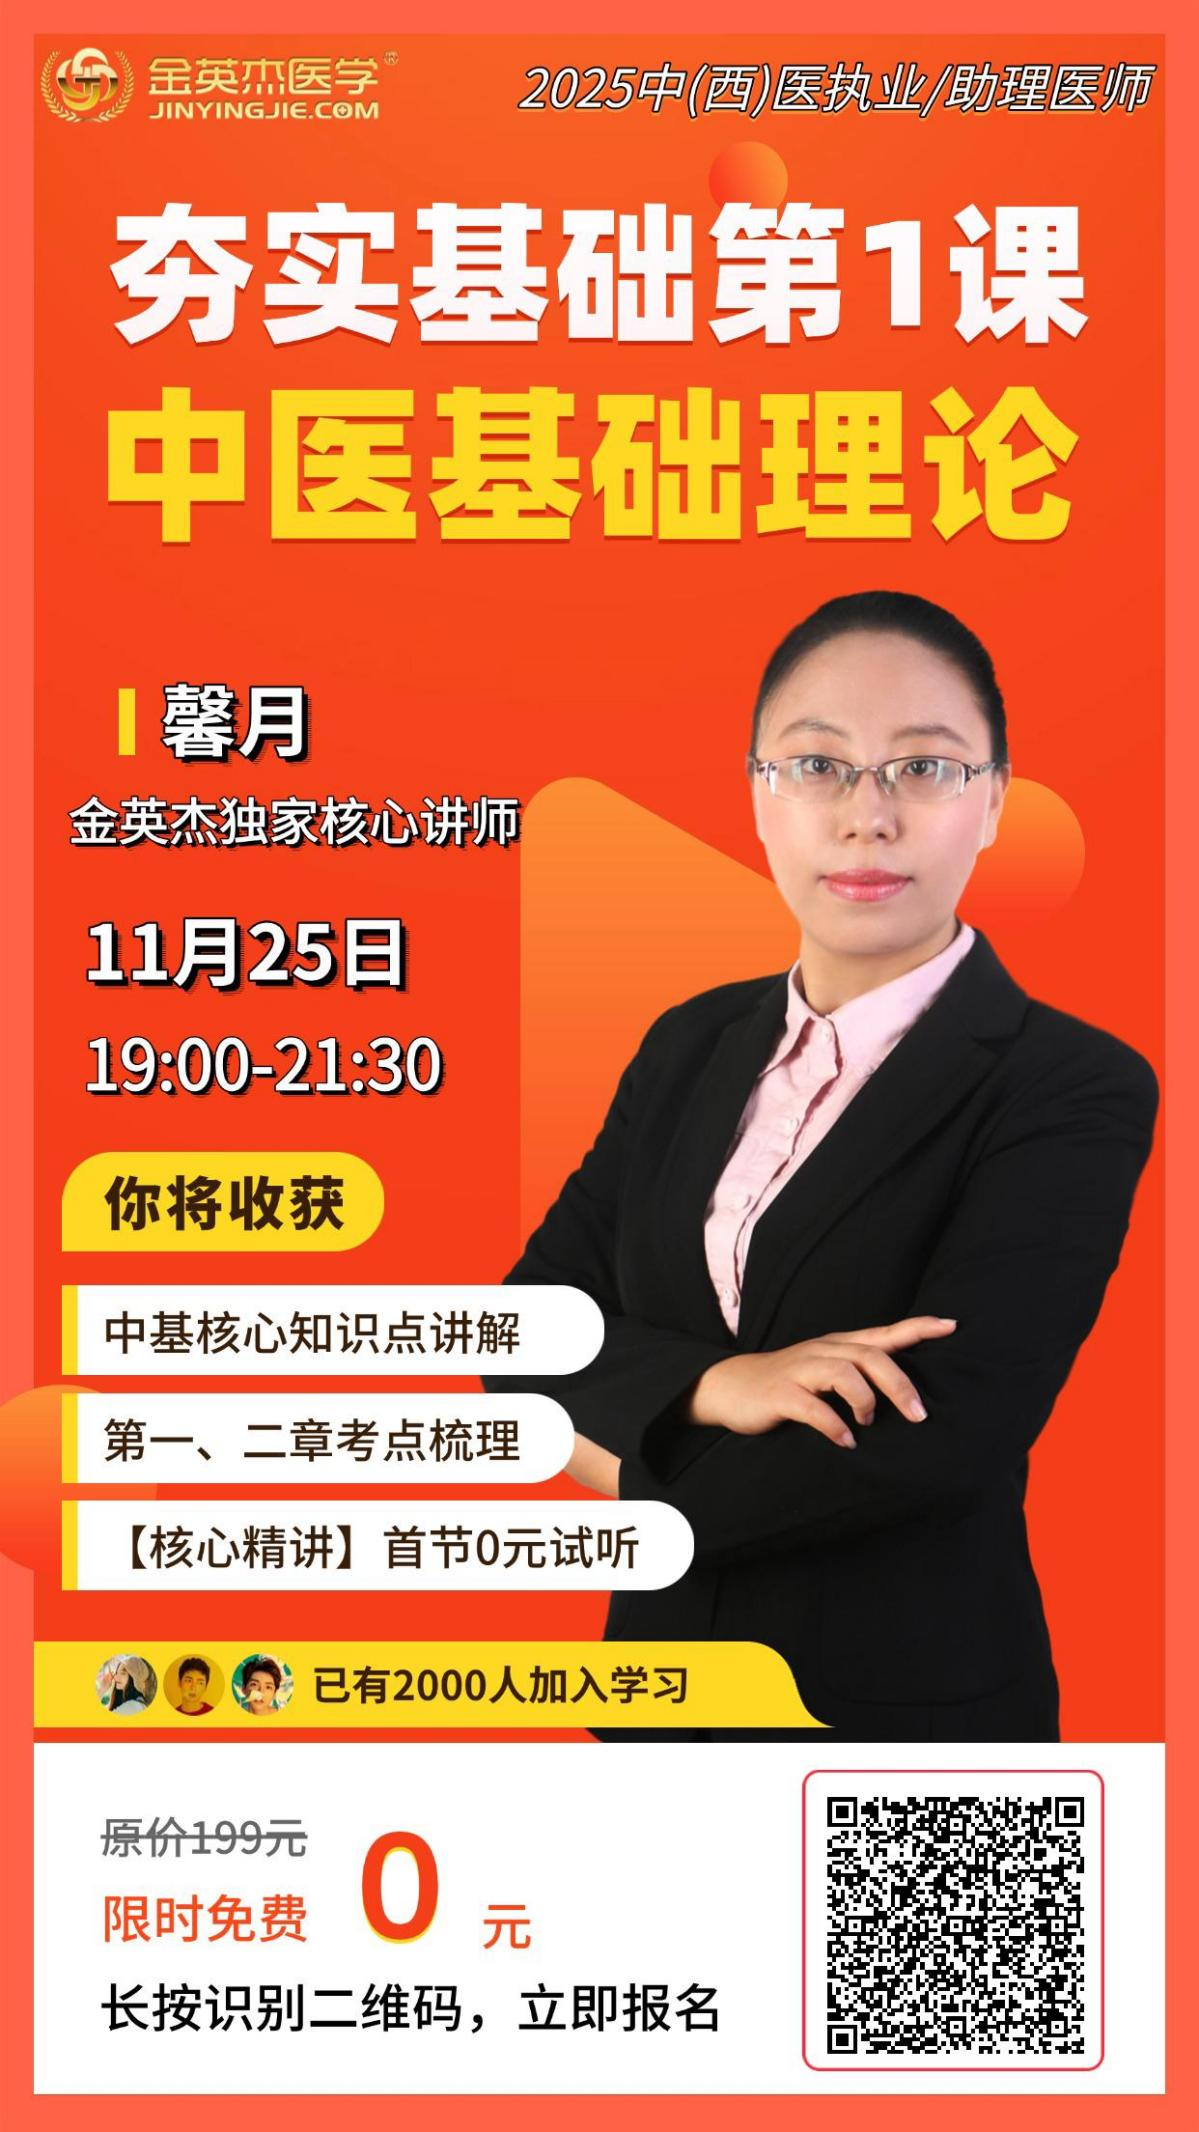 金英杰医学®
JINYINGJIE.COM
2025中(西)医执业/助理医师
夯实基础第1课
中医基础理论
馨月
金英杰独家核心讲师
11月25日
19:00-21:30
你将收获
中基核心知识点讲解
第一、二章考点梳理
【核心精讲】首节0元试听
已有2000人加入学习
原价199元
限时免费 0 元
长按识别二维码，立即报名